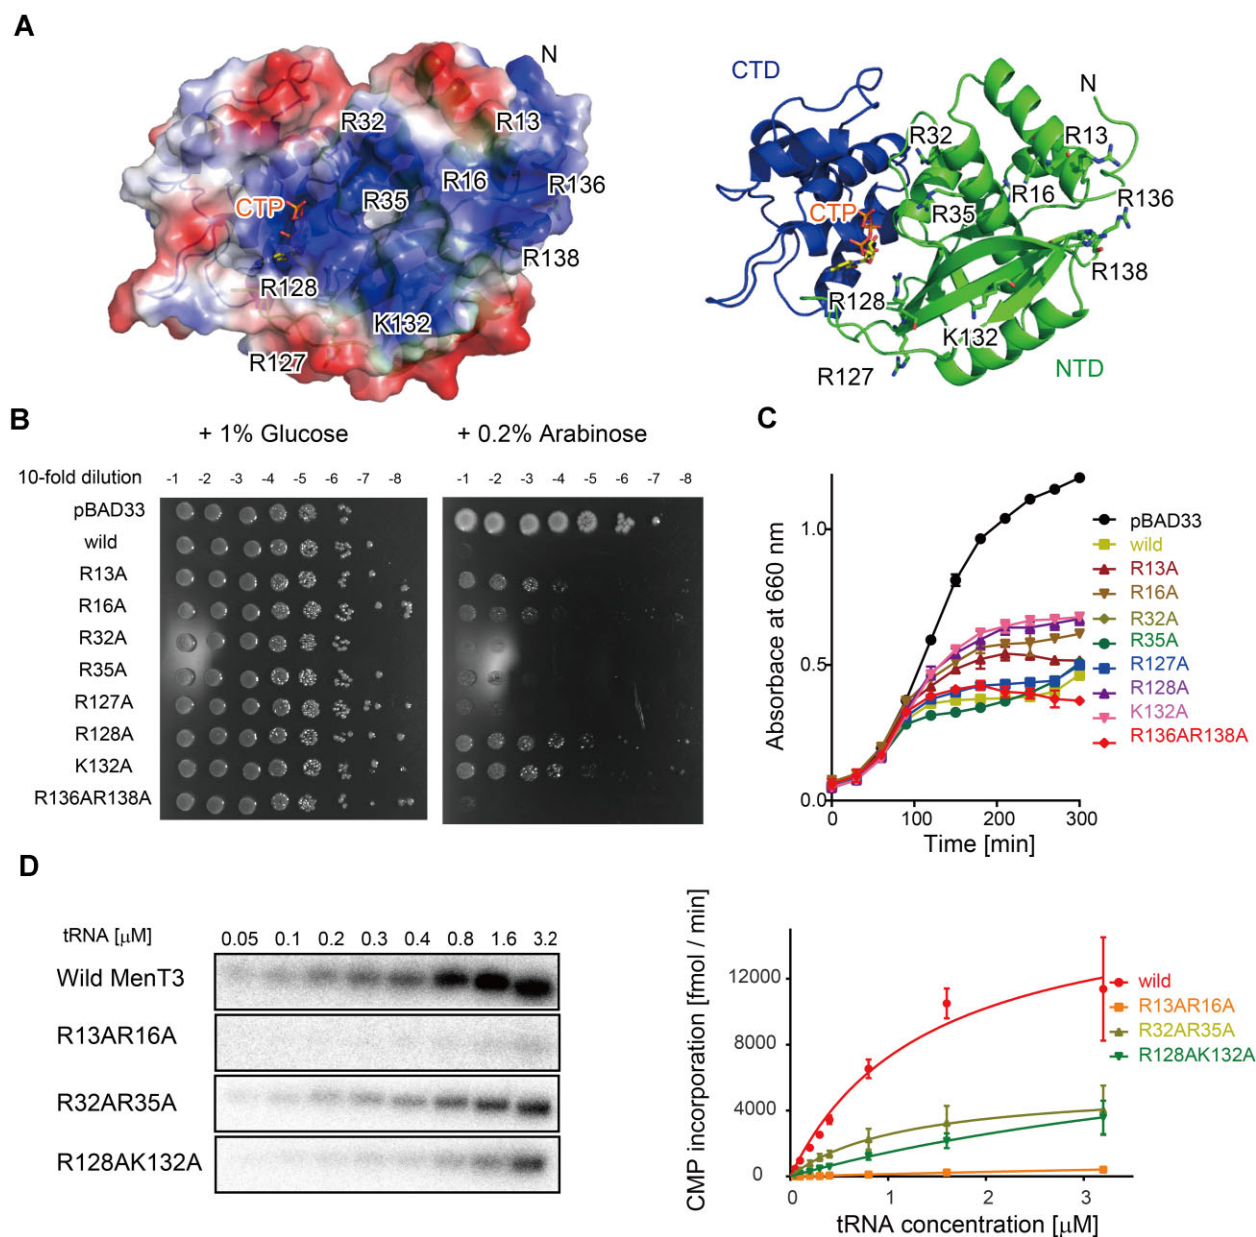 A
N
R32
R13
R16
R136
R35
CTP
R138
R128
K132
R127
CTD
N
R32
R13
R16
R136
CTP
R35
R138
R128
K132
R127
NTD
B
+ 1% Glucose
+ 0.2% Arabinose
10-fold dilution
-1 -2 -3 -4 -5 -6 -7 -8
-1 -2 -3 -4 -5 -6 -7 -8
pBAD33
wild
R13A
R16A
R32A
R35A
R127A
R128A
K132A
R136AR138A
C
Absorbace at 660 nm
1.0
0.5
0.0
0 100 200 300
Time [min]
pBAD33
wild
R13A
R16A
R32A
R35A
R127A
R128A
K132A
R136AR138A
D
tRNA [μM]
0.05 0.1 0.2 0.3 0.4 0.8 1.6 3.2
Wild MenT3
R13AR16A
R32AR35A
R128AK132A
CMP incorporation [fmol / min]
12000
8000
4000
0
0 1 2 3
tRNA concentration [μM]
wild
R13AR16A
R32AR35A
R128AK132A